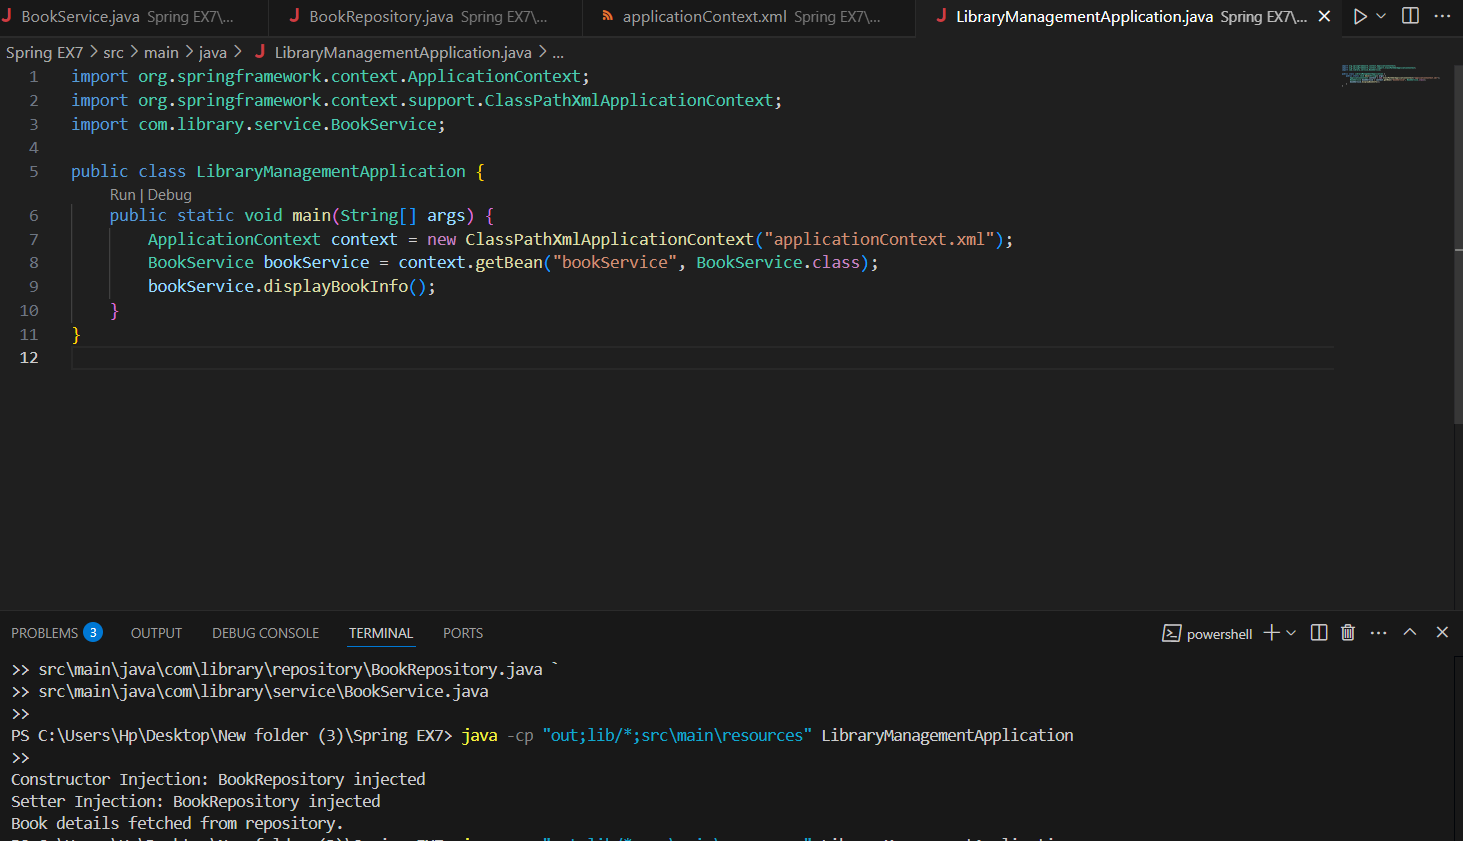 BookService.java Spring EX7\... BookRepository.java Spring EX7\... applicationContext.xml Spring EX7\... LibraryManagementApplication.java Spring EX7\...
Spring EX7 > src > main > java > LibraryManagementApplication.java > ...
1 import org.springframework.context.ApplicationContext;
2 import org.springframework.context.support.ClassPathXmlApplicationContext;
3 import com.library.service.BookService;
4
5 public class LibraryManagementApplication {
Run | Debug
6 public static void main(String[] args) {
7 ApplicationContext context = new ClassPathXmlApplicationContext("applicationContext.xml");
8 BookService bookService = context.getBean("bookService", BookService.class);
9 bookService.displayBookInfo();
10 }
11 }
12
PROBLEMS 3 OUTPUT DEBUG CONSOLE TERMINAL PORTS powershell
>> src\main\java\com\library\repository\BookRepository.java `
>> src\main\java\com\library\service\BookService.java
>>
PS C:\Users\Hp\Desktop\New folder (3)\Spring EX7> java -cp "out;lib/*;src\main\resources" LibraryManagementApplication
>>
Constructor Injection: BookRepository injected
Setter Injection: BookRepository injected
Book details fetched from repository.